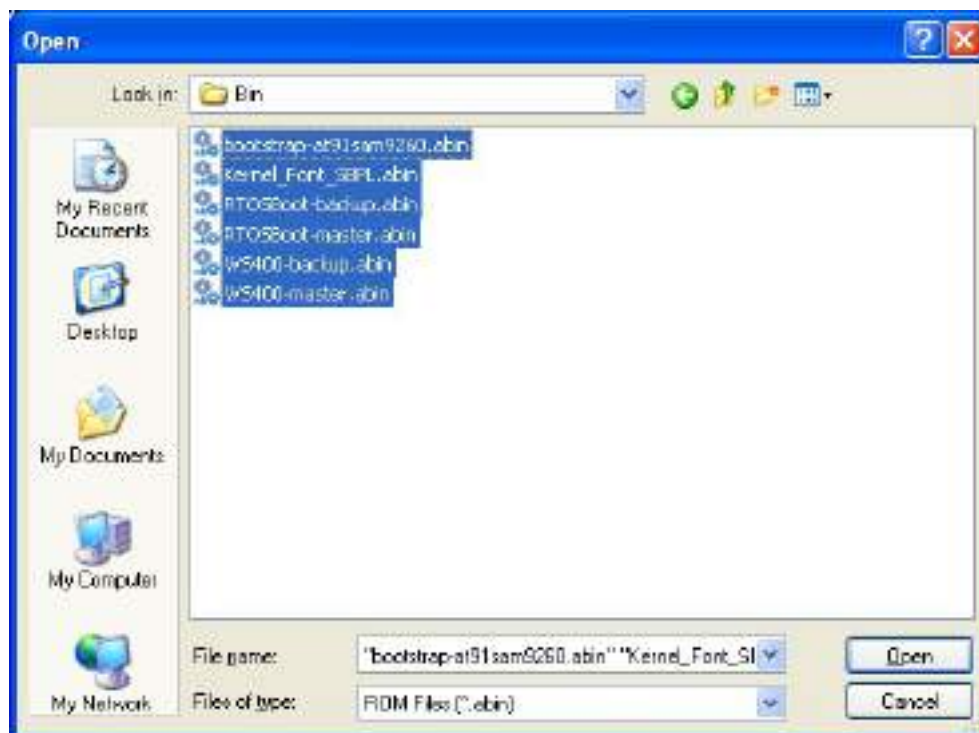 Open
Look in: Bin
bootstrap-at91sam9260.abin
Kernel_Font_SBPL.abin
RTOSBoot-backup.abin
RTOSBoot-master.abin
WS400-backup.abin
WS400-master.abin
My Recent
Documents
Desktop
My Documents
My Computer
My Network
File name: "bootstrap-at91sam9260.abin" "Kernel_Font_SI
Open
Files of type: ROM Files (*.abin)
Cancel